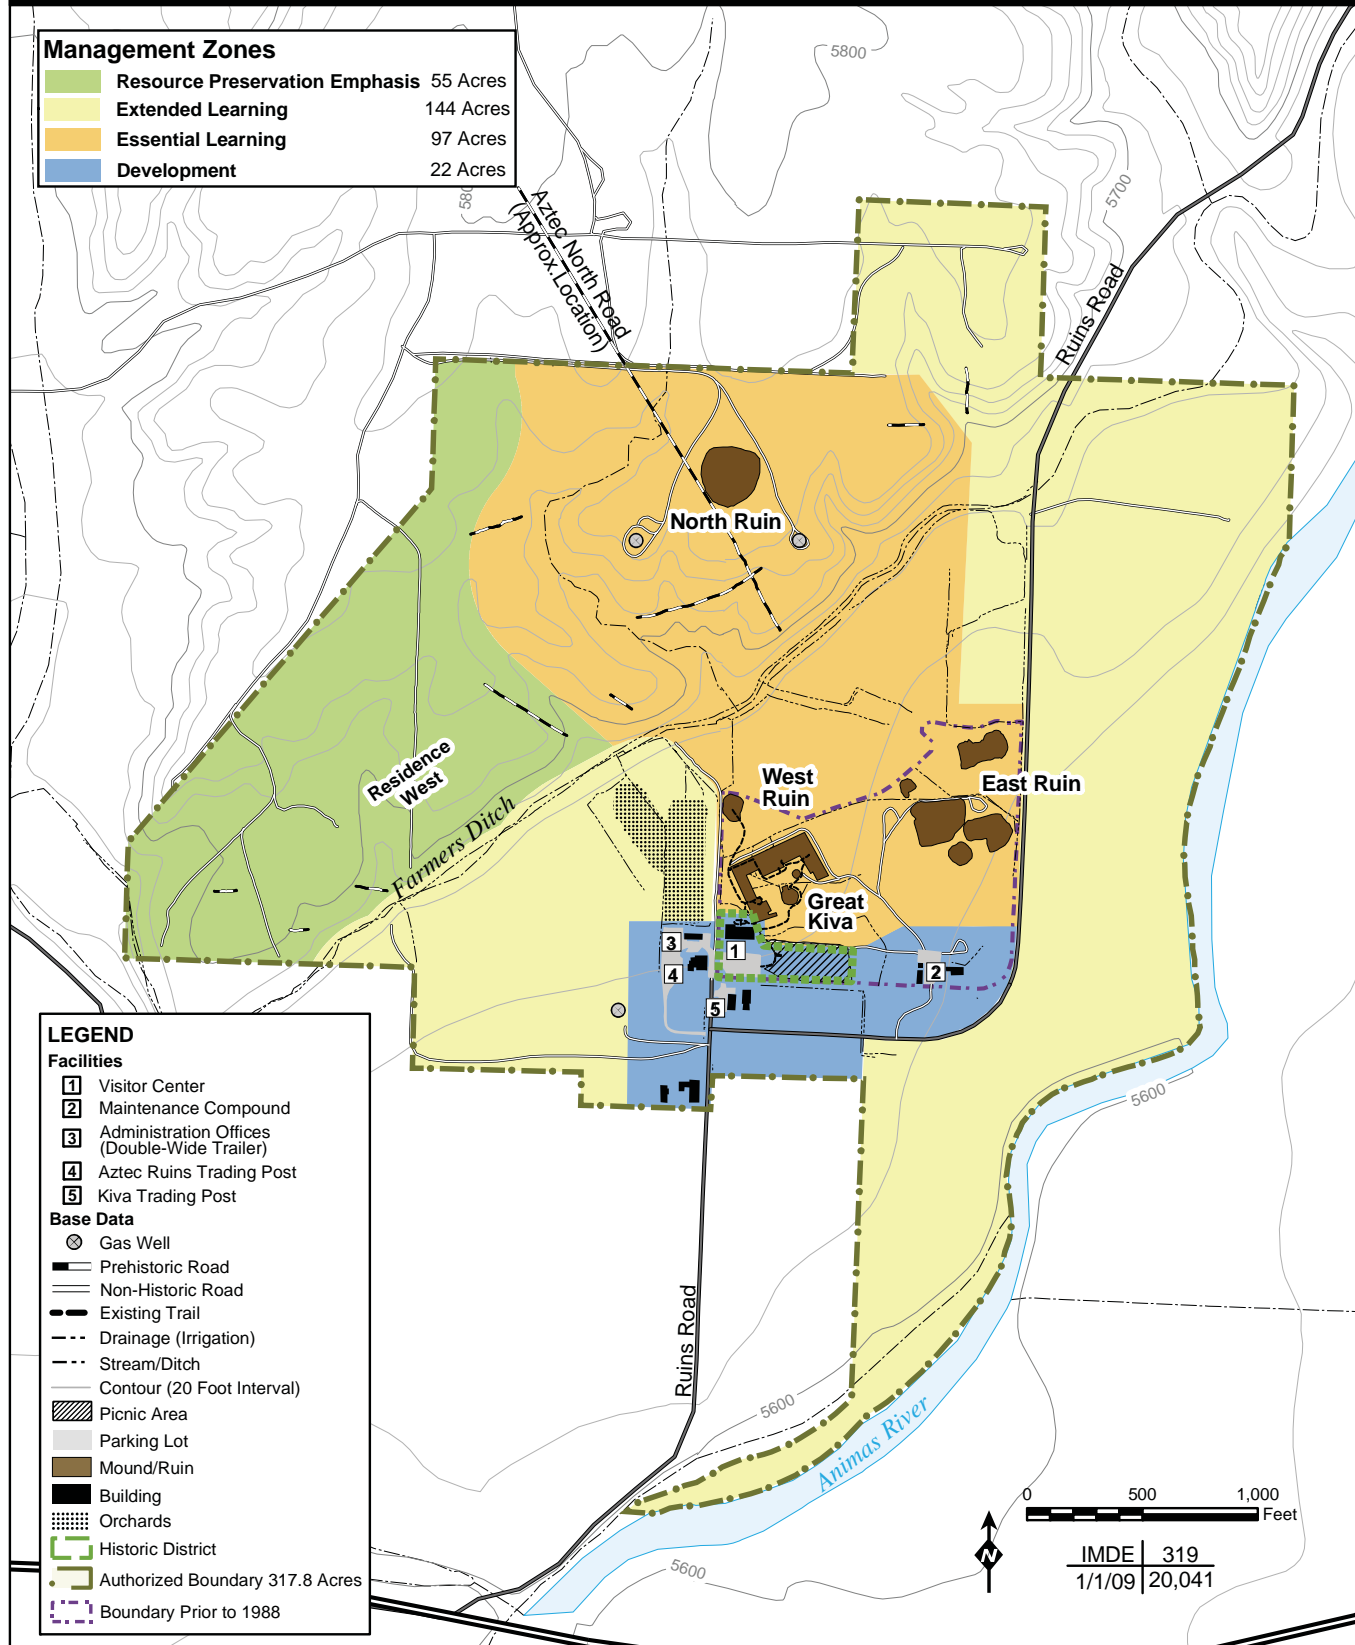 Management Zones
Resource Preservation Emphasis 55 Acres
Extended Learning 144 Acres
Essential Learning 97 Acres
Development 22 Acres
5800
5700
Aztec North Road
(Approx.Location)
Ruins Road
North Ruin
Residence
West
Farmers Ditch
West
Ruin
East Ruin
Great
Kiva
1
2
3
4
5
5600
Ruins Road
5600
Animas River
5600
LEGEND
Facilities
1 Visitor Center
2 Maintenance Compound
3 Administration Offices
(Double-Wide Trailer)
4 Aztec Ruins Trading Post
5 Kiva Trading Post
Base Data
Gas Well
Prehistoric Road
Non-Historic Road
Existing Trail
Drainage (Irrigation)
Stream/Ditch
Contour (20 Foot Interval)
Picnic Area
Parking Lot
Mound/Ruin
Building
Orchards
Historic District
Authorized Boundary 317.8 Acres
Boundary Prior to 1988
0 500 1,000
Feet
N
IMDE 319
1/1/09 20,041